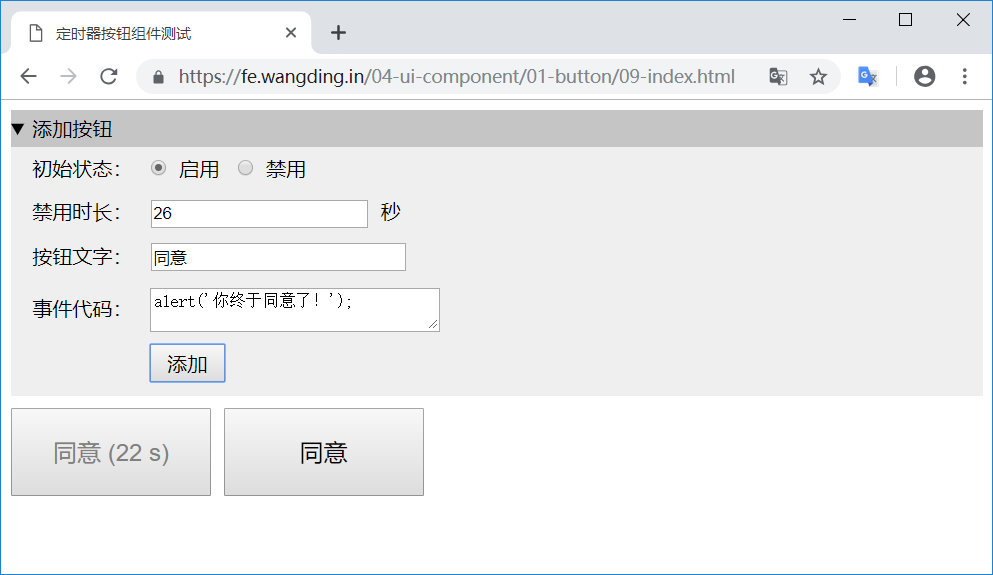 定时器按钮组件测试
https://fe.wangding.in/04-ui-component/01-button/09-index.html
添加按钮
初始状态： 启用 禁用
禁用时长： 26 秒
按钮文字： 同意
事件代码： alert('你终于同意了！');
添加
同意 (22 s) 同意